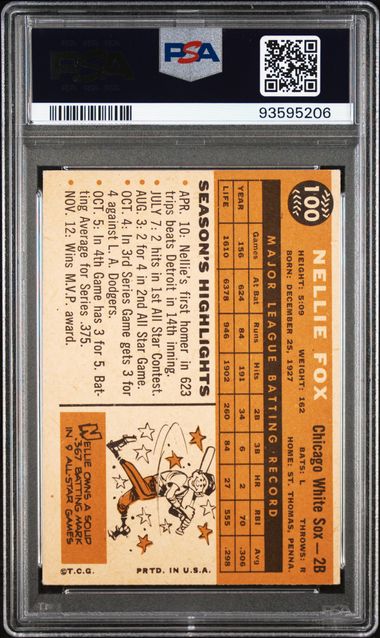 PSA
PSA
93595206
100
NELLIE FOX
Chicago White Sox — 2B
HEIGHT: 5:09 WEIGHT: 162 BATS: L THROWS: R
BORN: DECEMBER 25, 1927 HOME: ST. THOMAS, PENNA.
MAJOR LEAGUE BATTING RECORD
Games At Bat Runs Hits 2B 3B HR RBI Avg
YEAR 156 624 84 191 34 6 2 70 .306
LIFE 1610 6378 946 1902 260 84 27 555 .298
SEASON'S HIGHLIGHTS
• APR. 10: Nellie's first homer in 623
trips beats Detroit in 14th inning.
• JULY 7: 2 hits in 1st All Star Contest.
• AUG. 3: 2 for 4 in 2nd All Star Game.
• OCT. 4: In 3rd Series Game gets 3 for
4 against L.A. Dodgers.
• OCT. 5: In 4th Game has 3 for 5. Bat-
ting Average for Series .375.
• NOV. 12: Wins M.V.P. award.
NELLIE OWNS A SOLID
.367 BATTING MARK
IN 9 ALL-STAR GAMES
©T.C.G. PRTD. IN U.S.A.